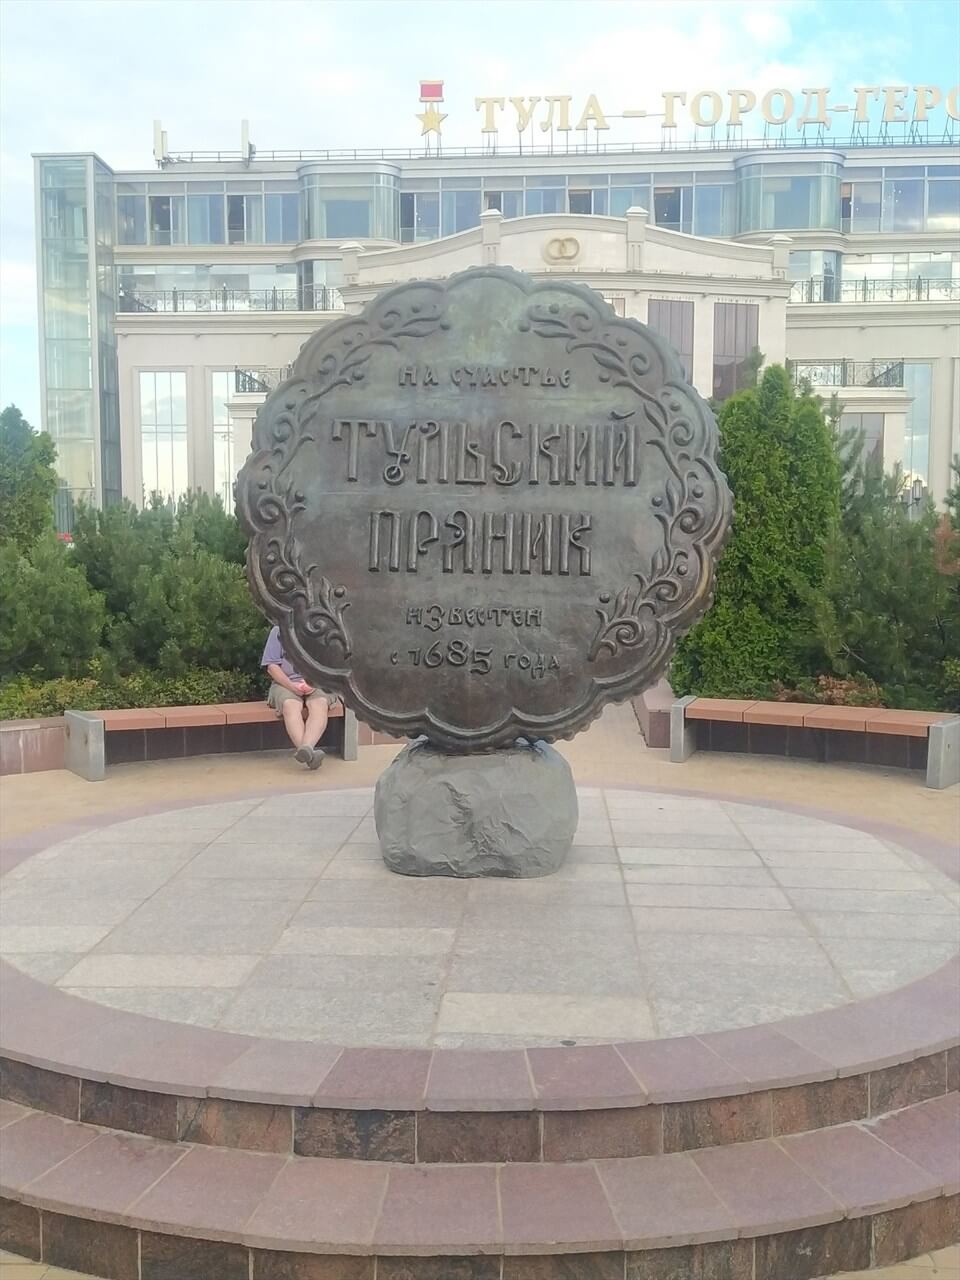 ТУЛА - ГОРОД-ГЕРО
НА СЧАСТЬЕ
ТУЛЬСКИЙ
ПРЯНИК
ИЗВЕСТЕН
с 1685 года